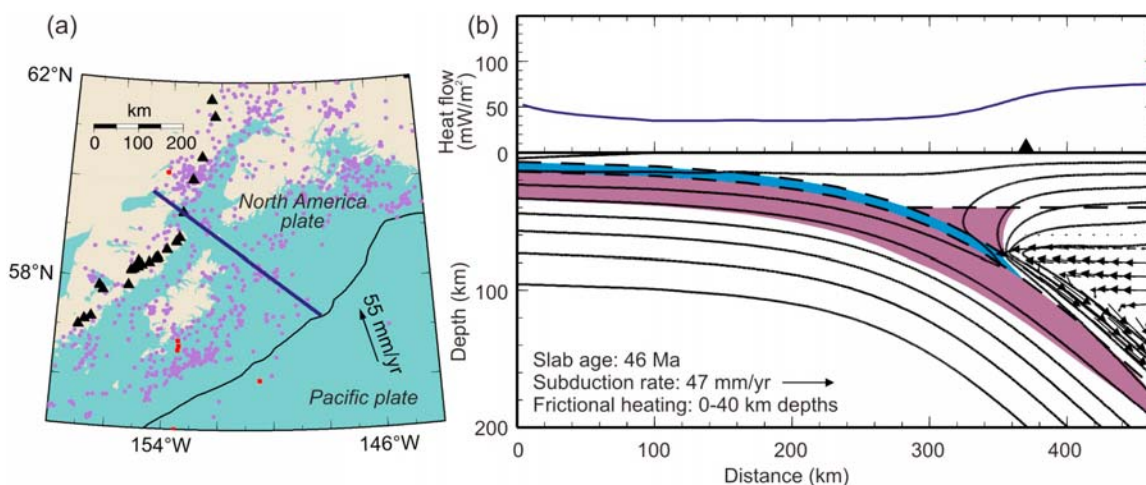 (a)
62°N
km
0 100 200
North America
plate
58°N
55 mm/yr
Pacific plate
154°W
146°W
(b)
Heat flow
(mW/m²)
100
50
0
Depth (km)
100
200
Slab age: 46 Ma
Subduction rate: 47 mm/yr
Frictional heating: 0-40 km depths
0 100 200 300 400
Distance (km)